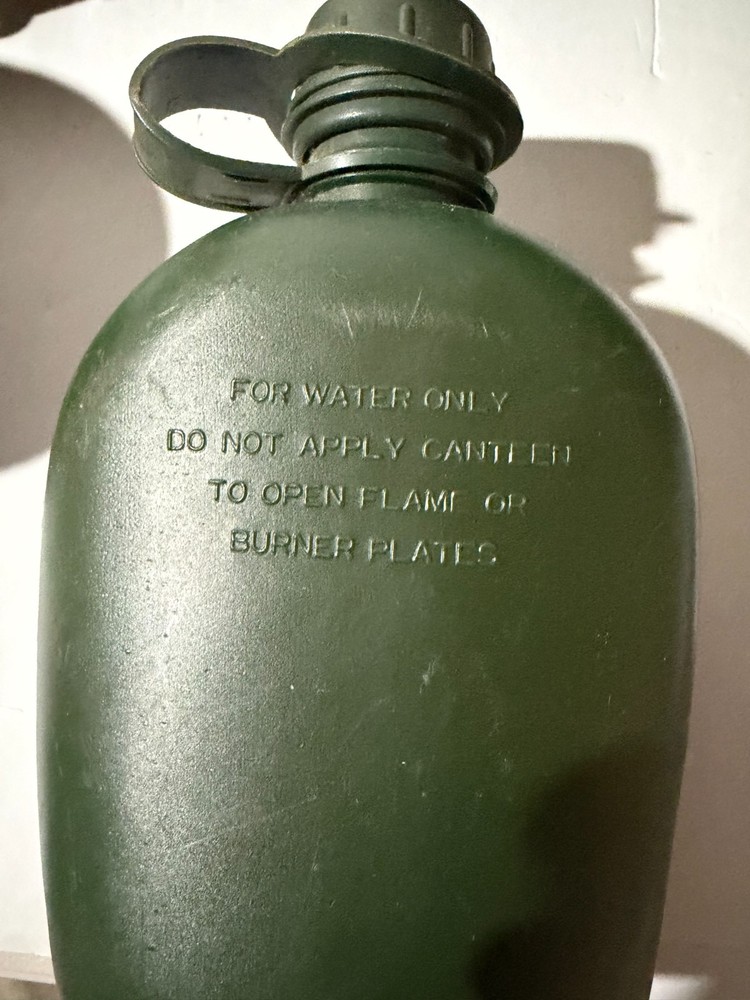 FOR WATER ONLY
DO NOT APPLY CANTEEN
TO OPEN FLAME OR
BURNER PLATES